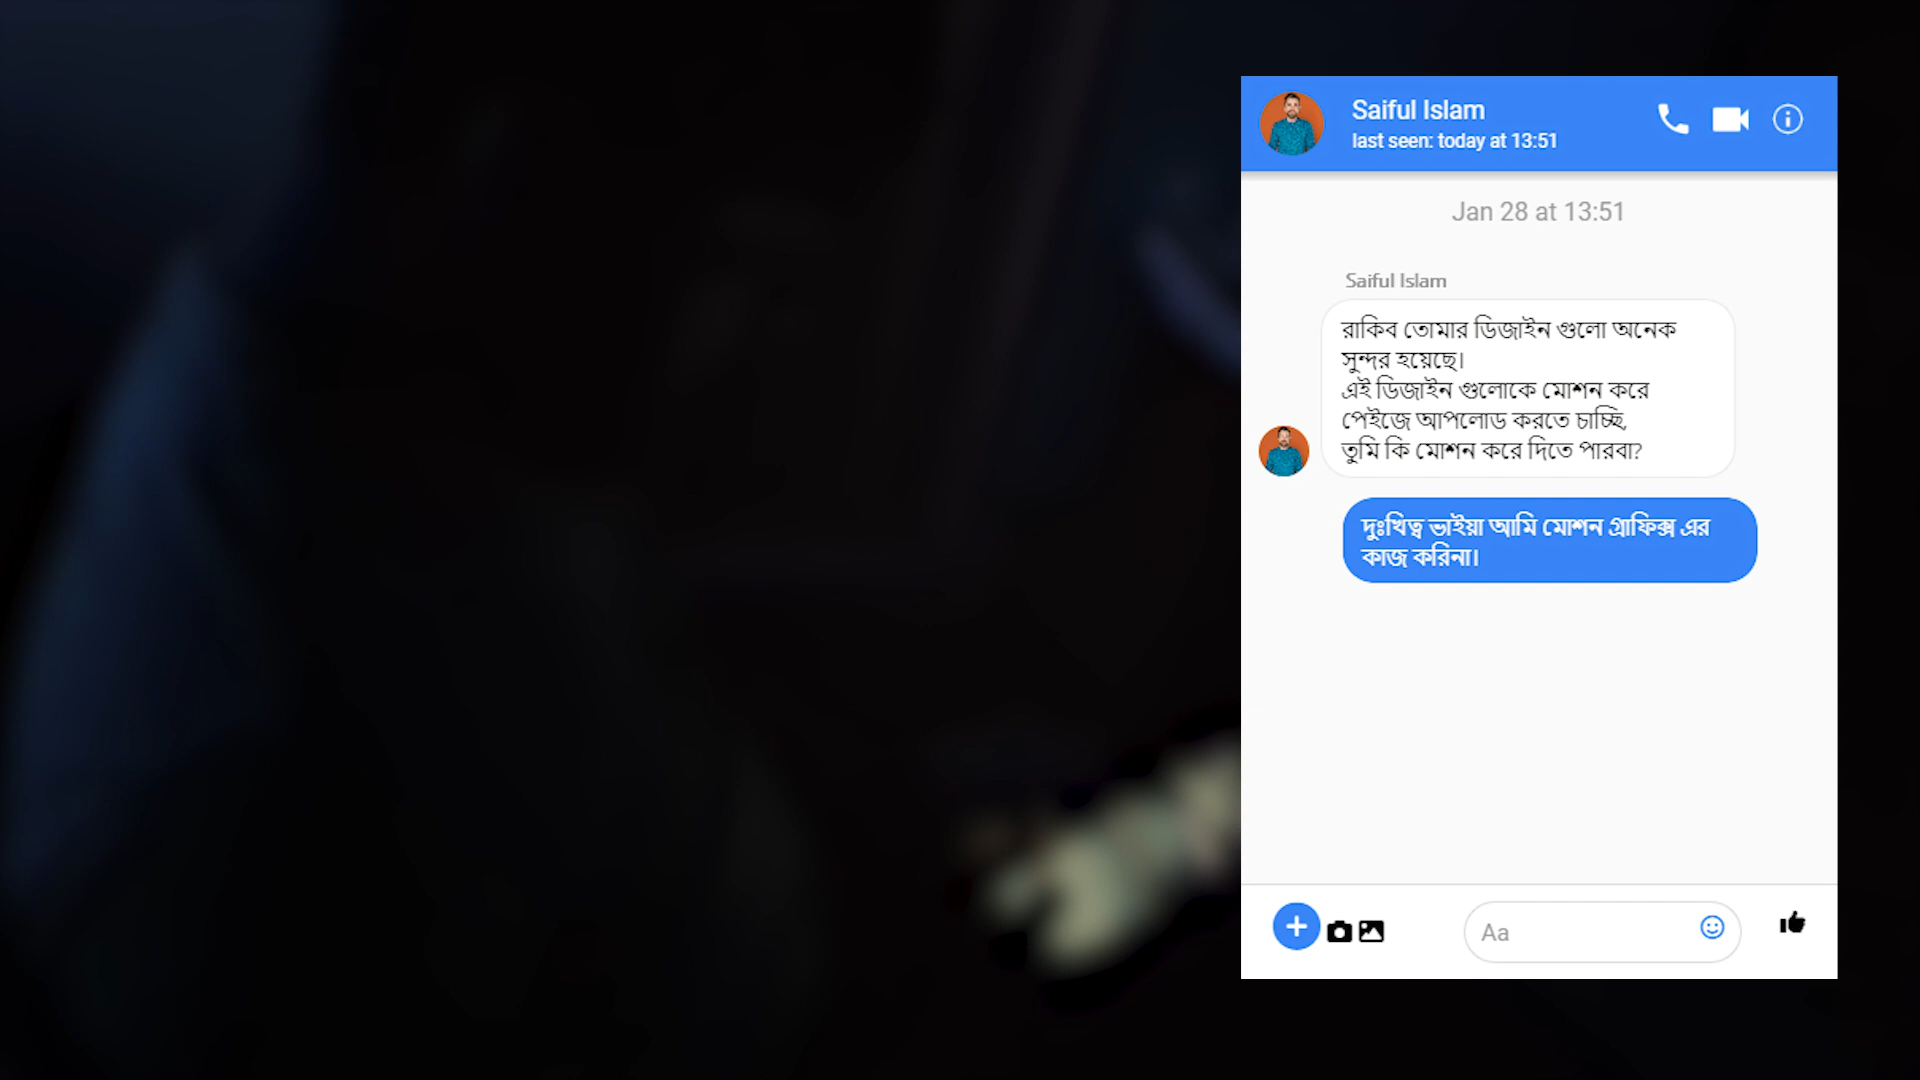 Saiful Islam
last seen: today at 13:51
Jan 28 at 13:51
Saiful Islam
রাকিব তোমার ডিজাইন গুলো অনেক
সুন্দর হয়েছে।
এই ডিজাইন গুলোকে মোশন করে
পেইজে আপলোড করতে চাচ্ছি,
তুমি কি মোশন করে দিতে পারবা?
দুঃখিত্ব ভাইয়া আমি মোশন গ্রাফিক্স এর
কাজ করিনা।
Aa